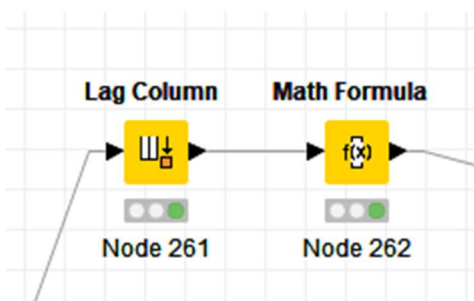 Lag Column
Math Formula
f(x)
Node 261
Node 262